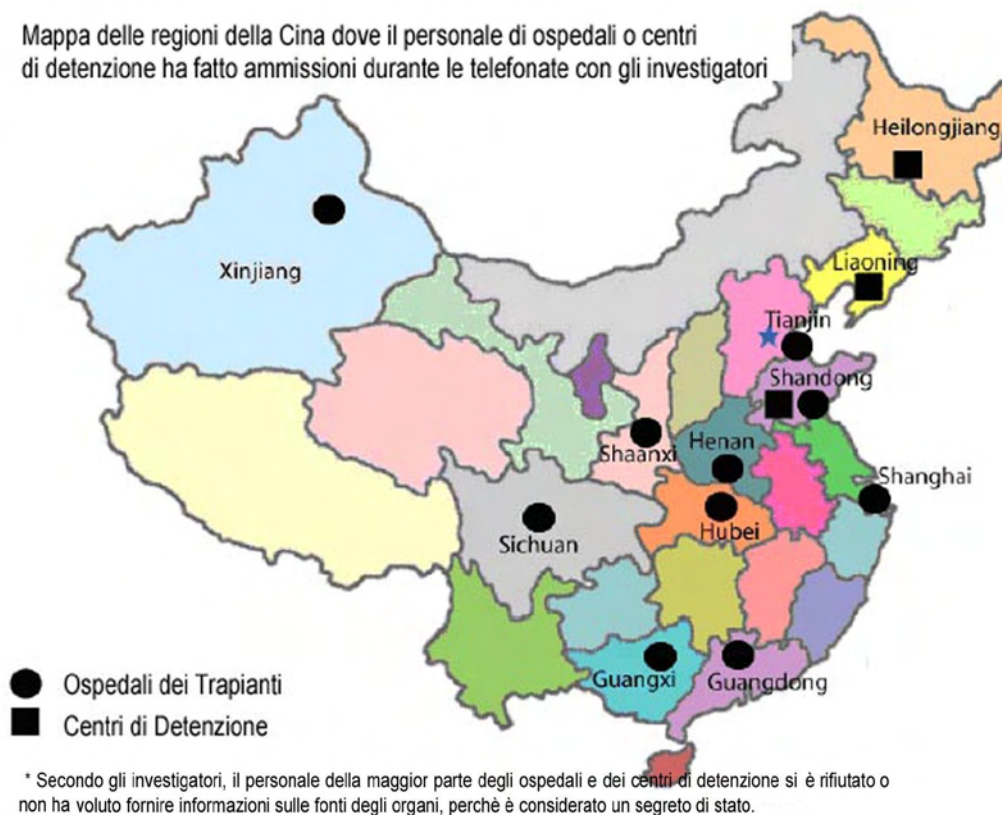 Mappa delle regioni della Cina dove il personale di ospedali o centri
di detenzione ha fatto ammissioni durante le telefonate con gli investigatori
Heilongjiang
Xinjiang
Liaoning
Tianjin
Shandong
Shaanxi
Henan
Shanghai
Sichuan
Hubei
Guangxi
Guangdong
Ospedali dei Trapianti
Centri di Detenzione
* Secondo gli investigatori, il personale della maggior parte degli ospedali e dei centri di detenzione si è rifiutato o
non ha voluto fornire informazioni sulle fonti degli organi, perchè è considerato un segreto di stato.